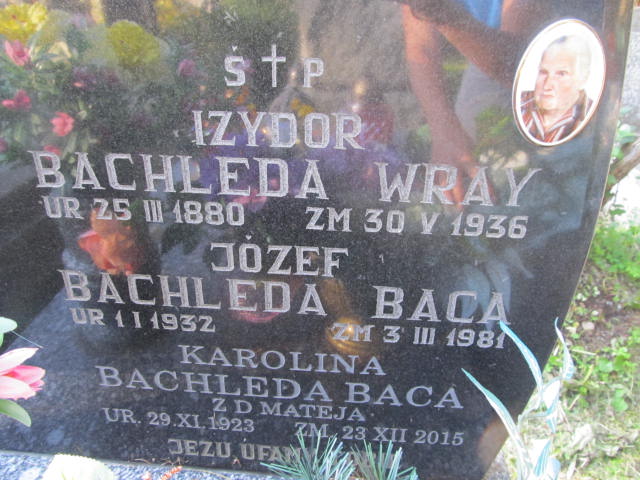 Ś † P
IZYDOR
BACHLEDA WRAY
UR 25 III 1880 ZM 30 V 1936
JÓZEF
BACHLEDA BACA
UR 1 I 1932 ZM 3 III 1981
KAROLINA
BACHLEDA BACA
Z D MATEJA
UR. 29.XI.1923 ZM. 23 XII 2015
JEZU UFAM